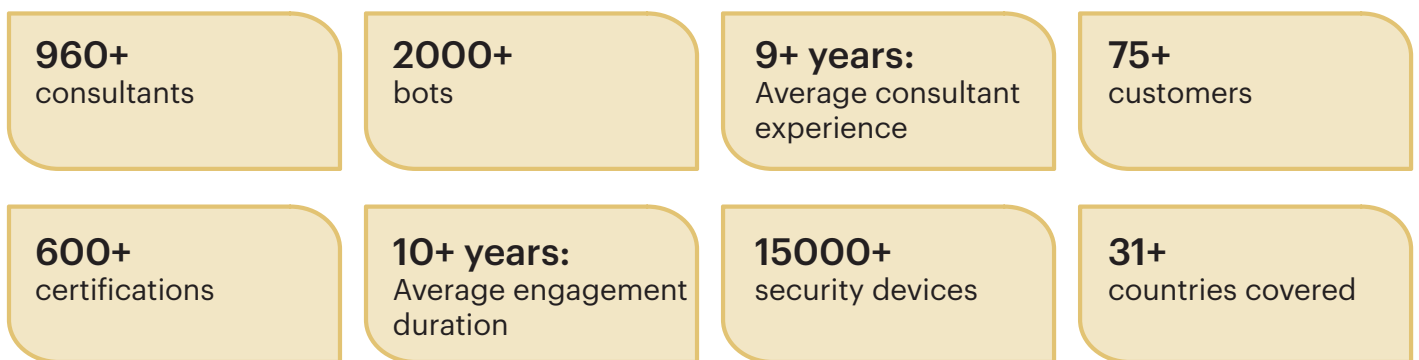 960+
consultants
2000+
bots
9+ years:
Average consultant
experience
75+
customers
600+
certifications
10+ years:
Average engagement
duration
15000+
security devices
31+
countries covered